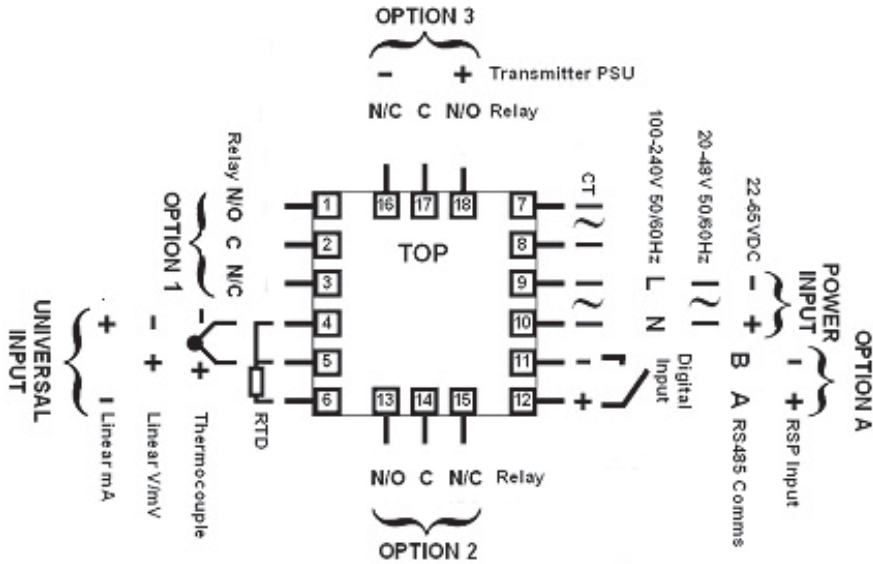 OPTION 3
- + Transmitter PSU
N/C C N/O Relay
Relay N/O C N/C
OPTION 1
UNIVERSAL
INPUT
+ - Linear mA
- + Linear V/mV
- + Thermocouple
RTD
1
2
3
4
5
6
16 17 18
TOP
13 14 15
7
8
9
10
11 -
12 +
CT
Digital
Input
100-240V 50/60Hz L N
20-48V 50/60Hz
22-65VDC - +
POWER
INPUT
OPTION A
B A RS485 Comms
- + RSP Input
N/O C N/C Relay
OPTION 2